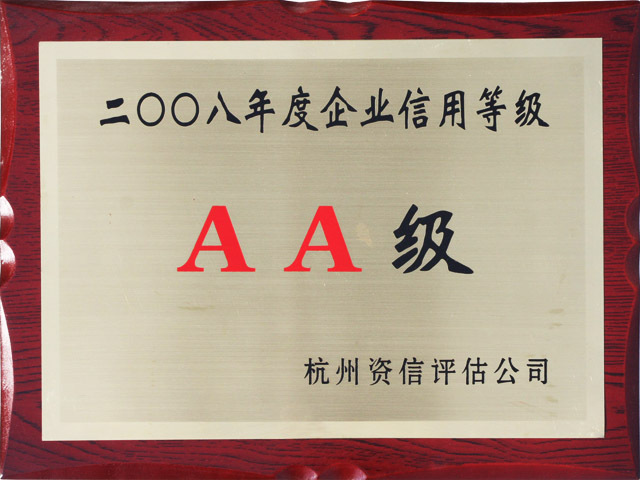 二〇〇八年度企业信用等级
AA级
杭州资信评估公司